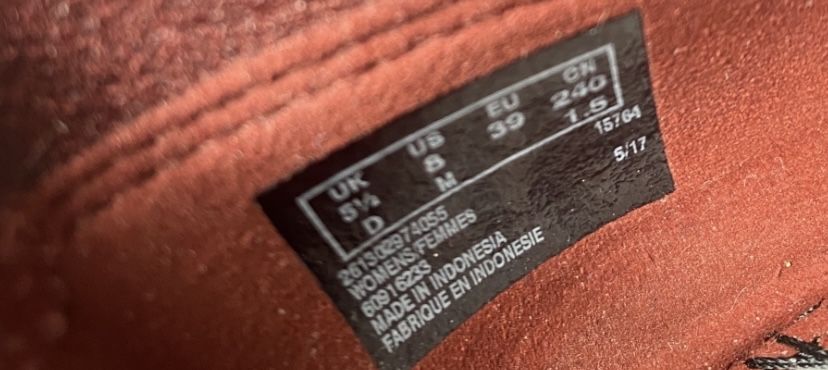 UK US EU CN
5½ 8 39 240
D M 1.5
15764
5/17
261302974055
WOMENS/FEMMES
60916233
MADE IN INDONESIA
FABRIQUE EN INDONESIE